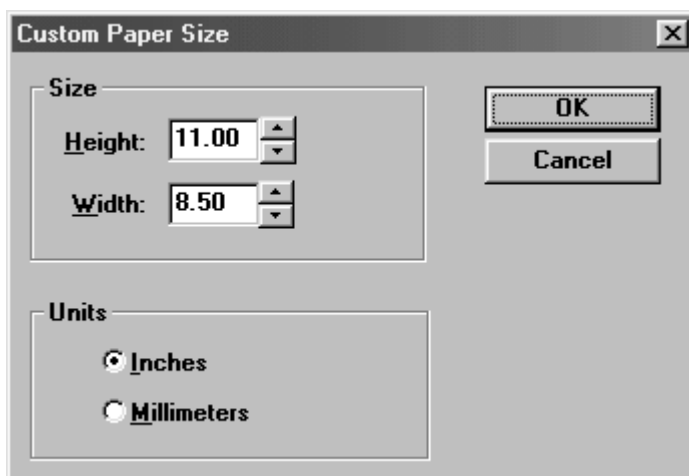 Custom Paper Size
Size
Height: 11.00
Width: 8.50
OK
Cancel
Units
Inches
Millimeters